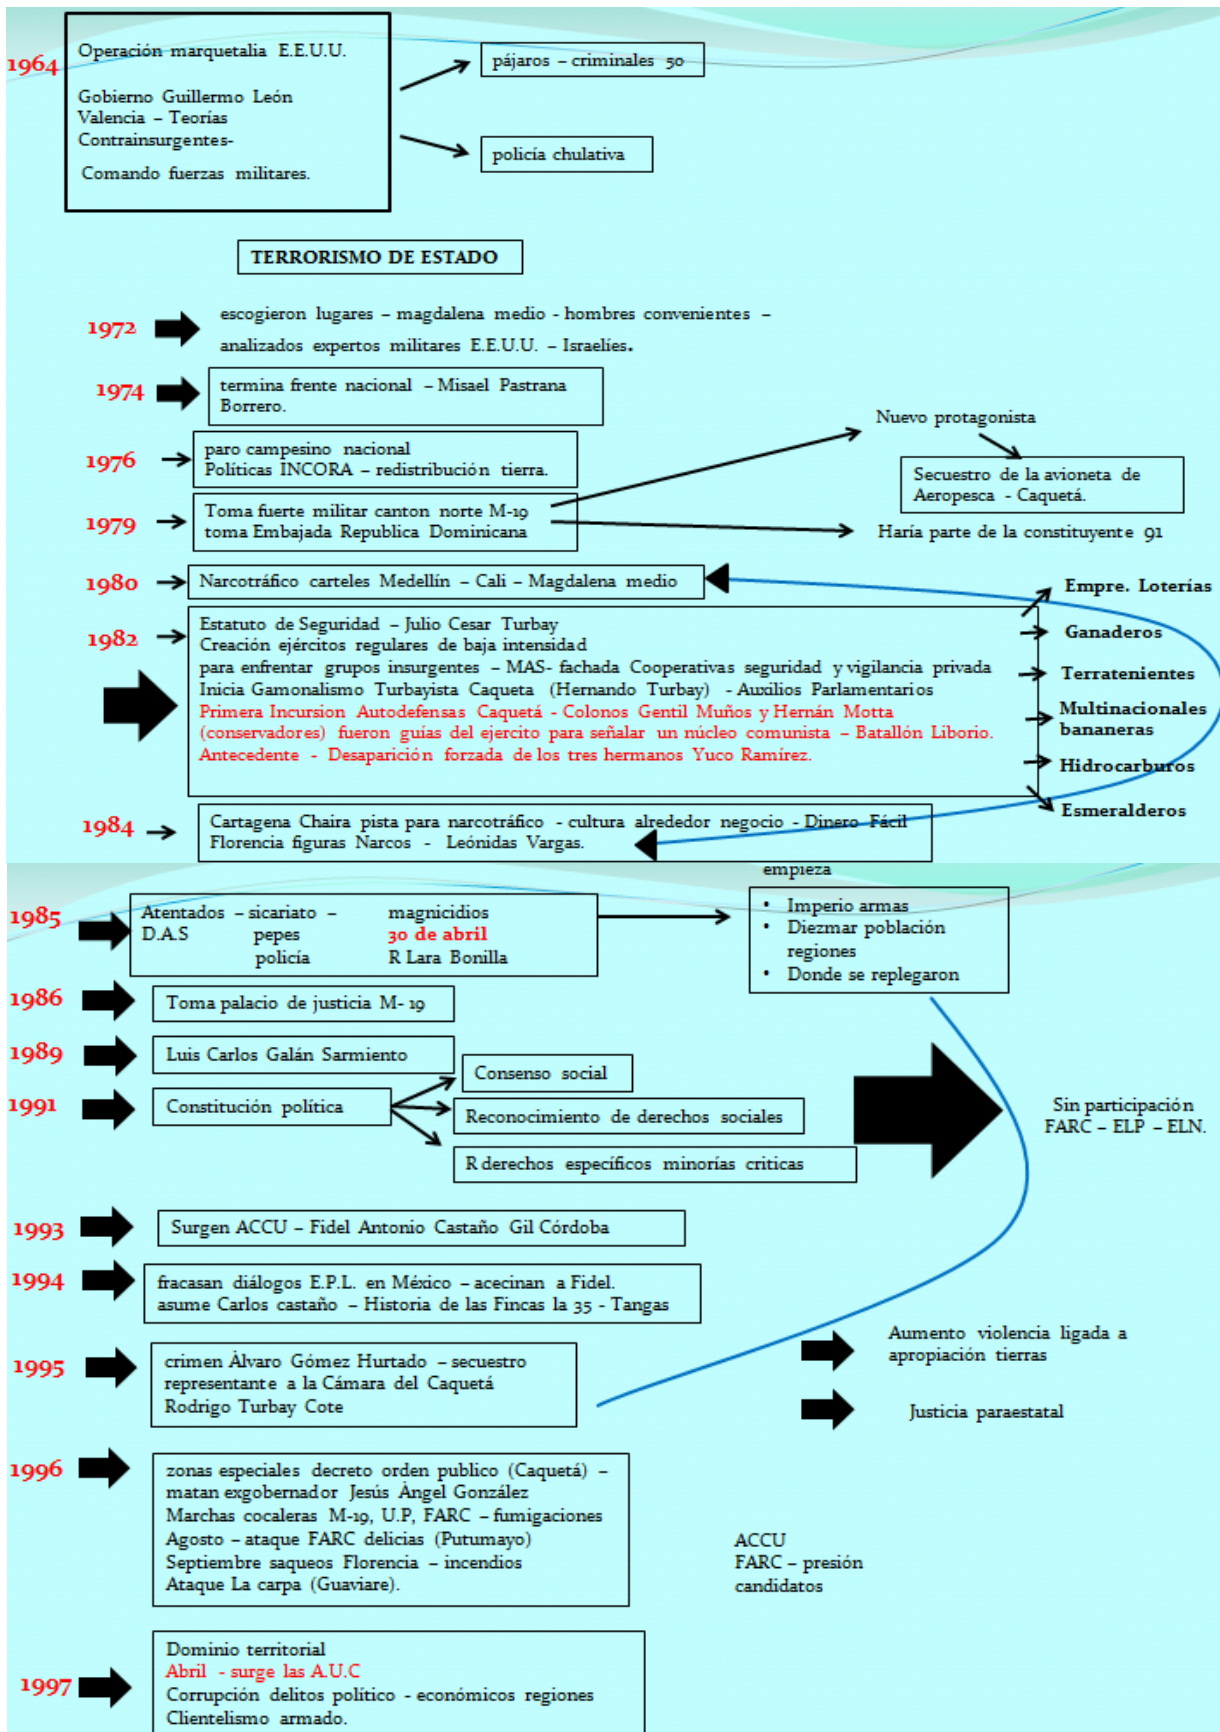 1964
Operación marquetalia E.E.U.U.
Gobierno Guillermo León
Valencia – Teorías
Contrainsurgentes-
Comando fuerzas militares.
pájaros – criminales 50
policía chulativa
TERRORISMO DE ESTADO
1972
escogieron lugares – magdalena medio - hombres convenientes –
analizados expertos militares E.E.U.U. – Israelíes.
1974
termina frente nacional – Misael Pastrana
Borrero.
1976
paro campesino nacional
Políticas INCORA – redistribución tierra.
Nuevo protagonista
Secuestro de la avioneta de
Aeropesca - Caquetá.
1979
Toma fuerte militar canton norte M-19
toma Embajada Republica Dominicana
Haría parte de la constituyente 91
1980
Narcotráfico carteles Medellín – Cali – Magdalena medio
1982
Estatuto de Seguridad – Julio Cesar Turbay
Creación ejércitos regulares de baja intensidad
para enfrentar grupos insurgentes – MAS- fachada Cooperativas seguridad y vigilancia privada
Inicia Gamonalismo Turbayista Caqueta (Hernando Turbay) - Auxilios Parlamentarios
Primera Incursion Autodefensas Caquetá - Colonos Gentil Muños y Hernán Motta
(conservadores) fueron guías del ejercito para señalar un núcleo comunista – Batallón Liborio.
Antecedente - Desaparición forzada de los tres hermanos Yuco Ramírez.
Empre. Loterías
Ganaderos
Terratenientes
Multinacionales
bananeras
Hidrocarburos
Esmeralderos
1984
Cartagena Chaira pista para narcotráfico - cultura alrededor negocio - Dinero Fácil
Florencia figuras Narcos - Leónidas Vargas.
empieza
1985
Atentados – sicariato – magnicidios
D.A.S pepes 30 de abril
policía R Lara Bonilla
• Imperio armas
• Diezmar población
regiones
• Donde se replegaron
1986
Toma palacio de justicia M- 19
1989
Luis Carlos Galán Sarmiento
1991
Constitución política
Consenso social
Reconocimiento de derechos sociales
R derechos específicos minorías criticas
Sin participación
FARC – ELP – ELN.
1993
Surgen ACCU – Fidel Antonio Castaño Gil Córdoba
1994
fracasan diálogos E.P.L. en México – acecinan a Fidel.
asume Carlos castaño – Historia de las Fincas la 35 - Tangas
1995
crimen Álvaro Gómez Hurtado – secuestro
representante a la Cámara del Caquetá
Rodrigo Turbay Cote
Aumento violencia ligada a
apropiación tierras
Justicia paraestatal
1996
zonas especiales decreto orden publico (Caquetá) –
matan exgobernador Jesús Ángel González
Marchas cocaleras M-19, U.P, FARC – fumigaciones
Agosto – ataque FARC delicias (Putumayo)
Septiembre saqueos Florencia – incendios
Ataque La carpa (Guaviare).
ACCU
FARC – presión
candidatos
1997
Dominio territorial
Abril - surge las A.U.C
Corrupción delitos político - económicos regiones
Clientelismo armado.